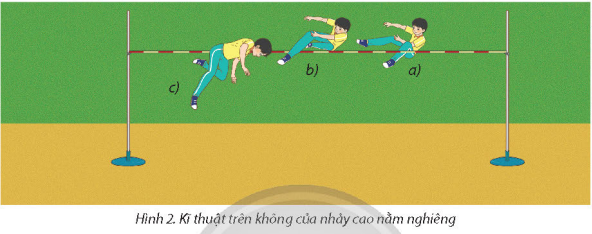 c)
b)
a)
Hình 2. Kĩ thuật trên không của nhảy cao nằm nghiêng